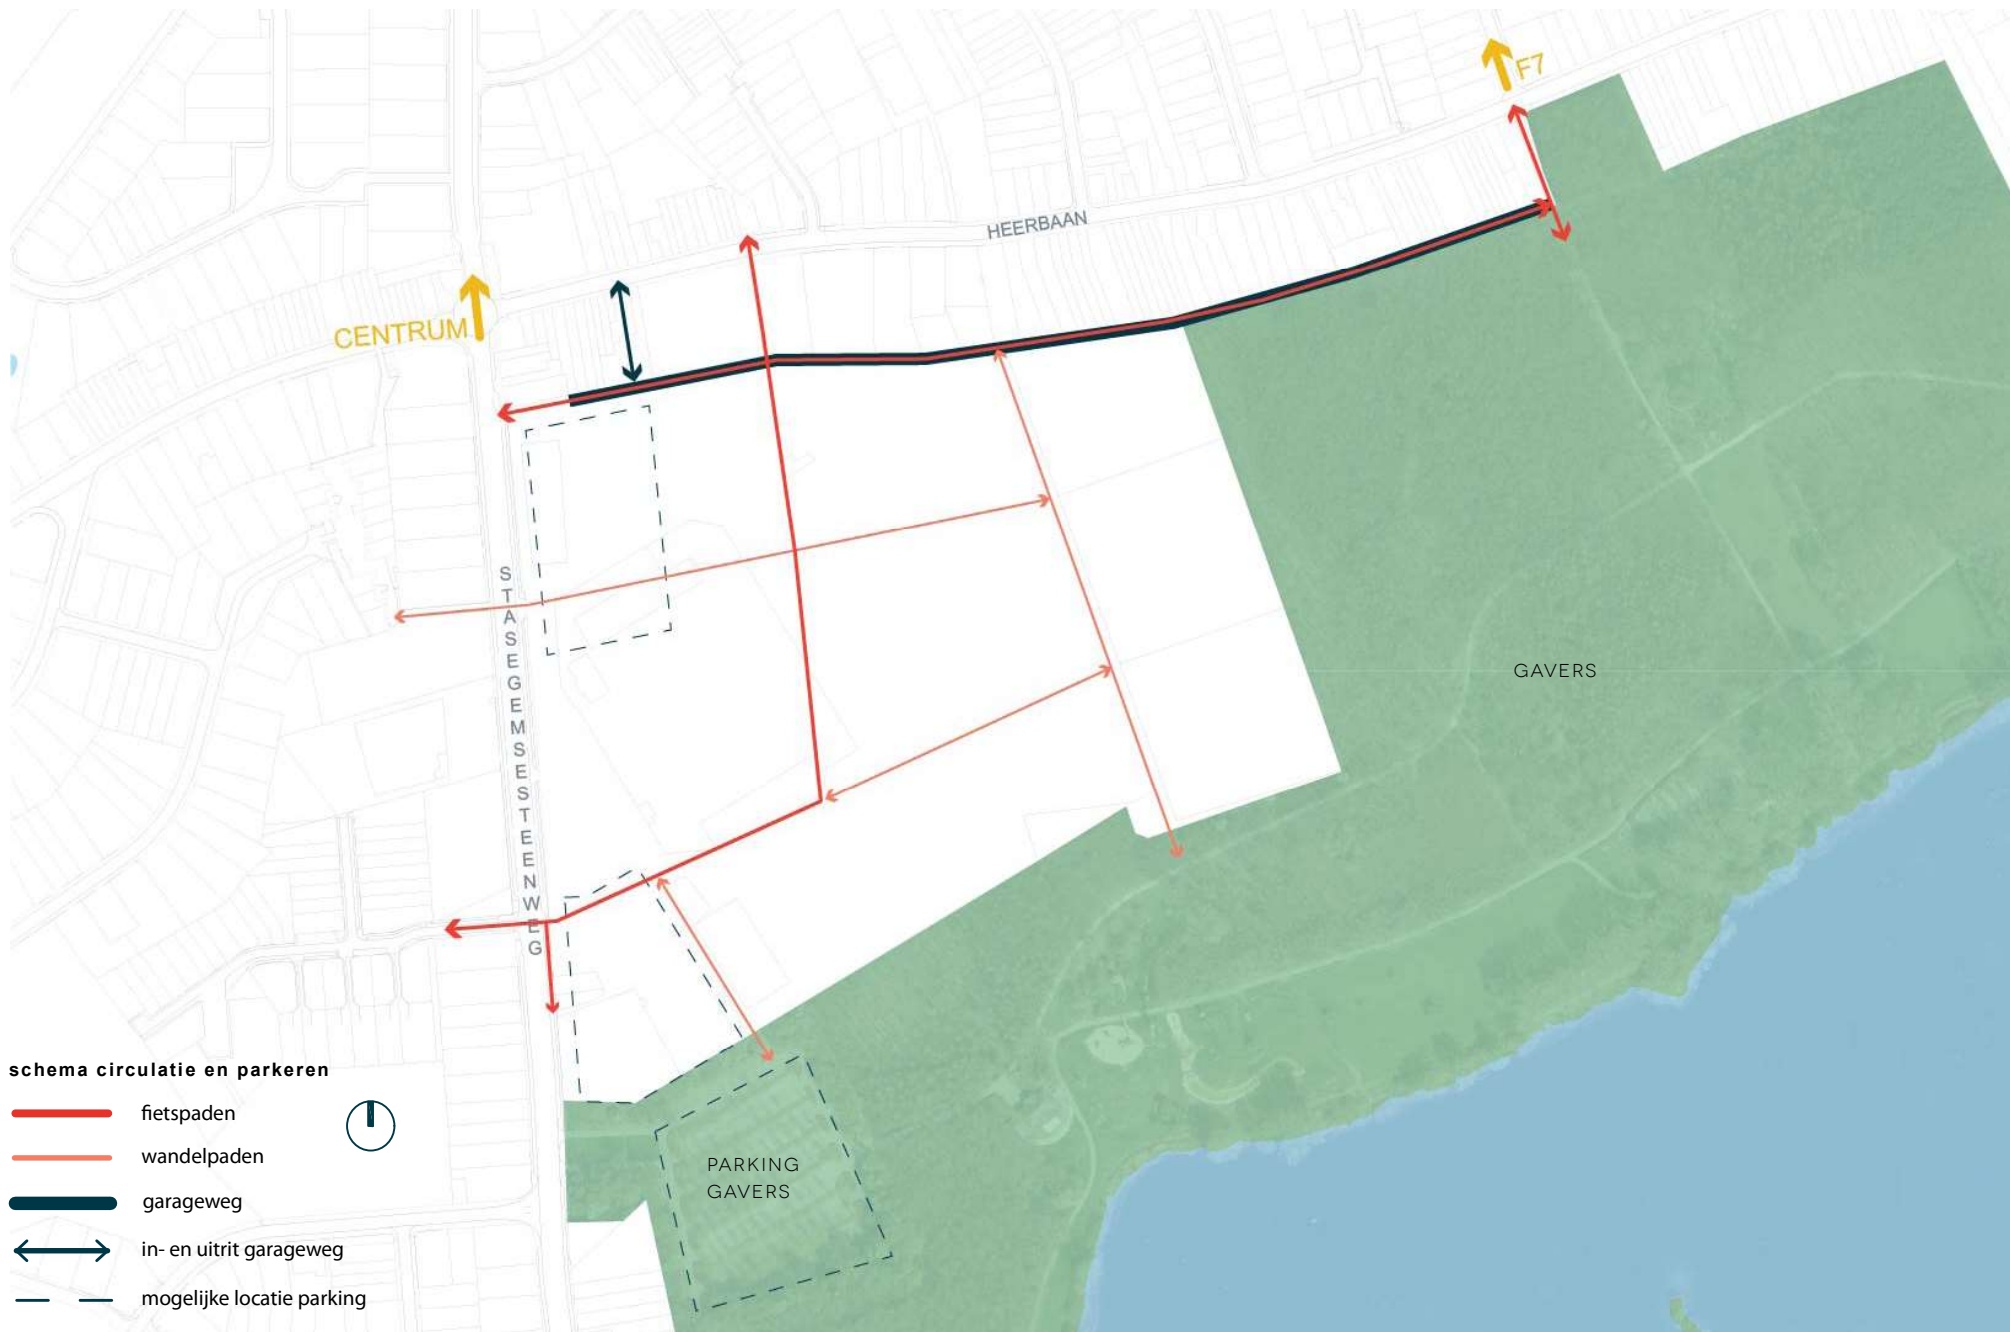 F7
HEERBAAN
CENTRUM
STASEGEMSESTEENWEG
GAVERS
PARKING
GAVERS
schema circulatie en parkeren
fietspaden
wandelpaden
garageweg
in- en uitrit garageweg
mogelijke locatie parking